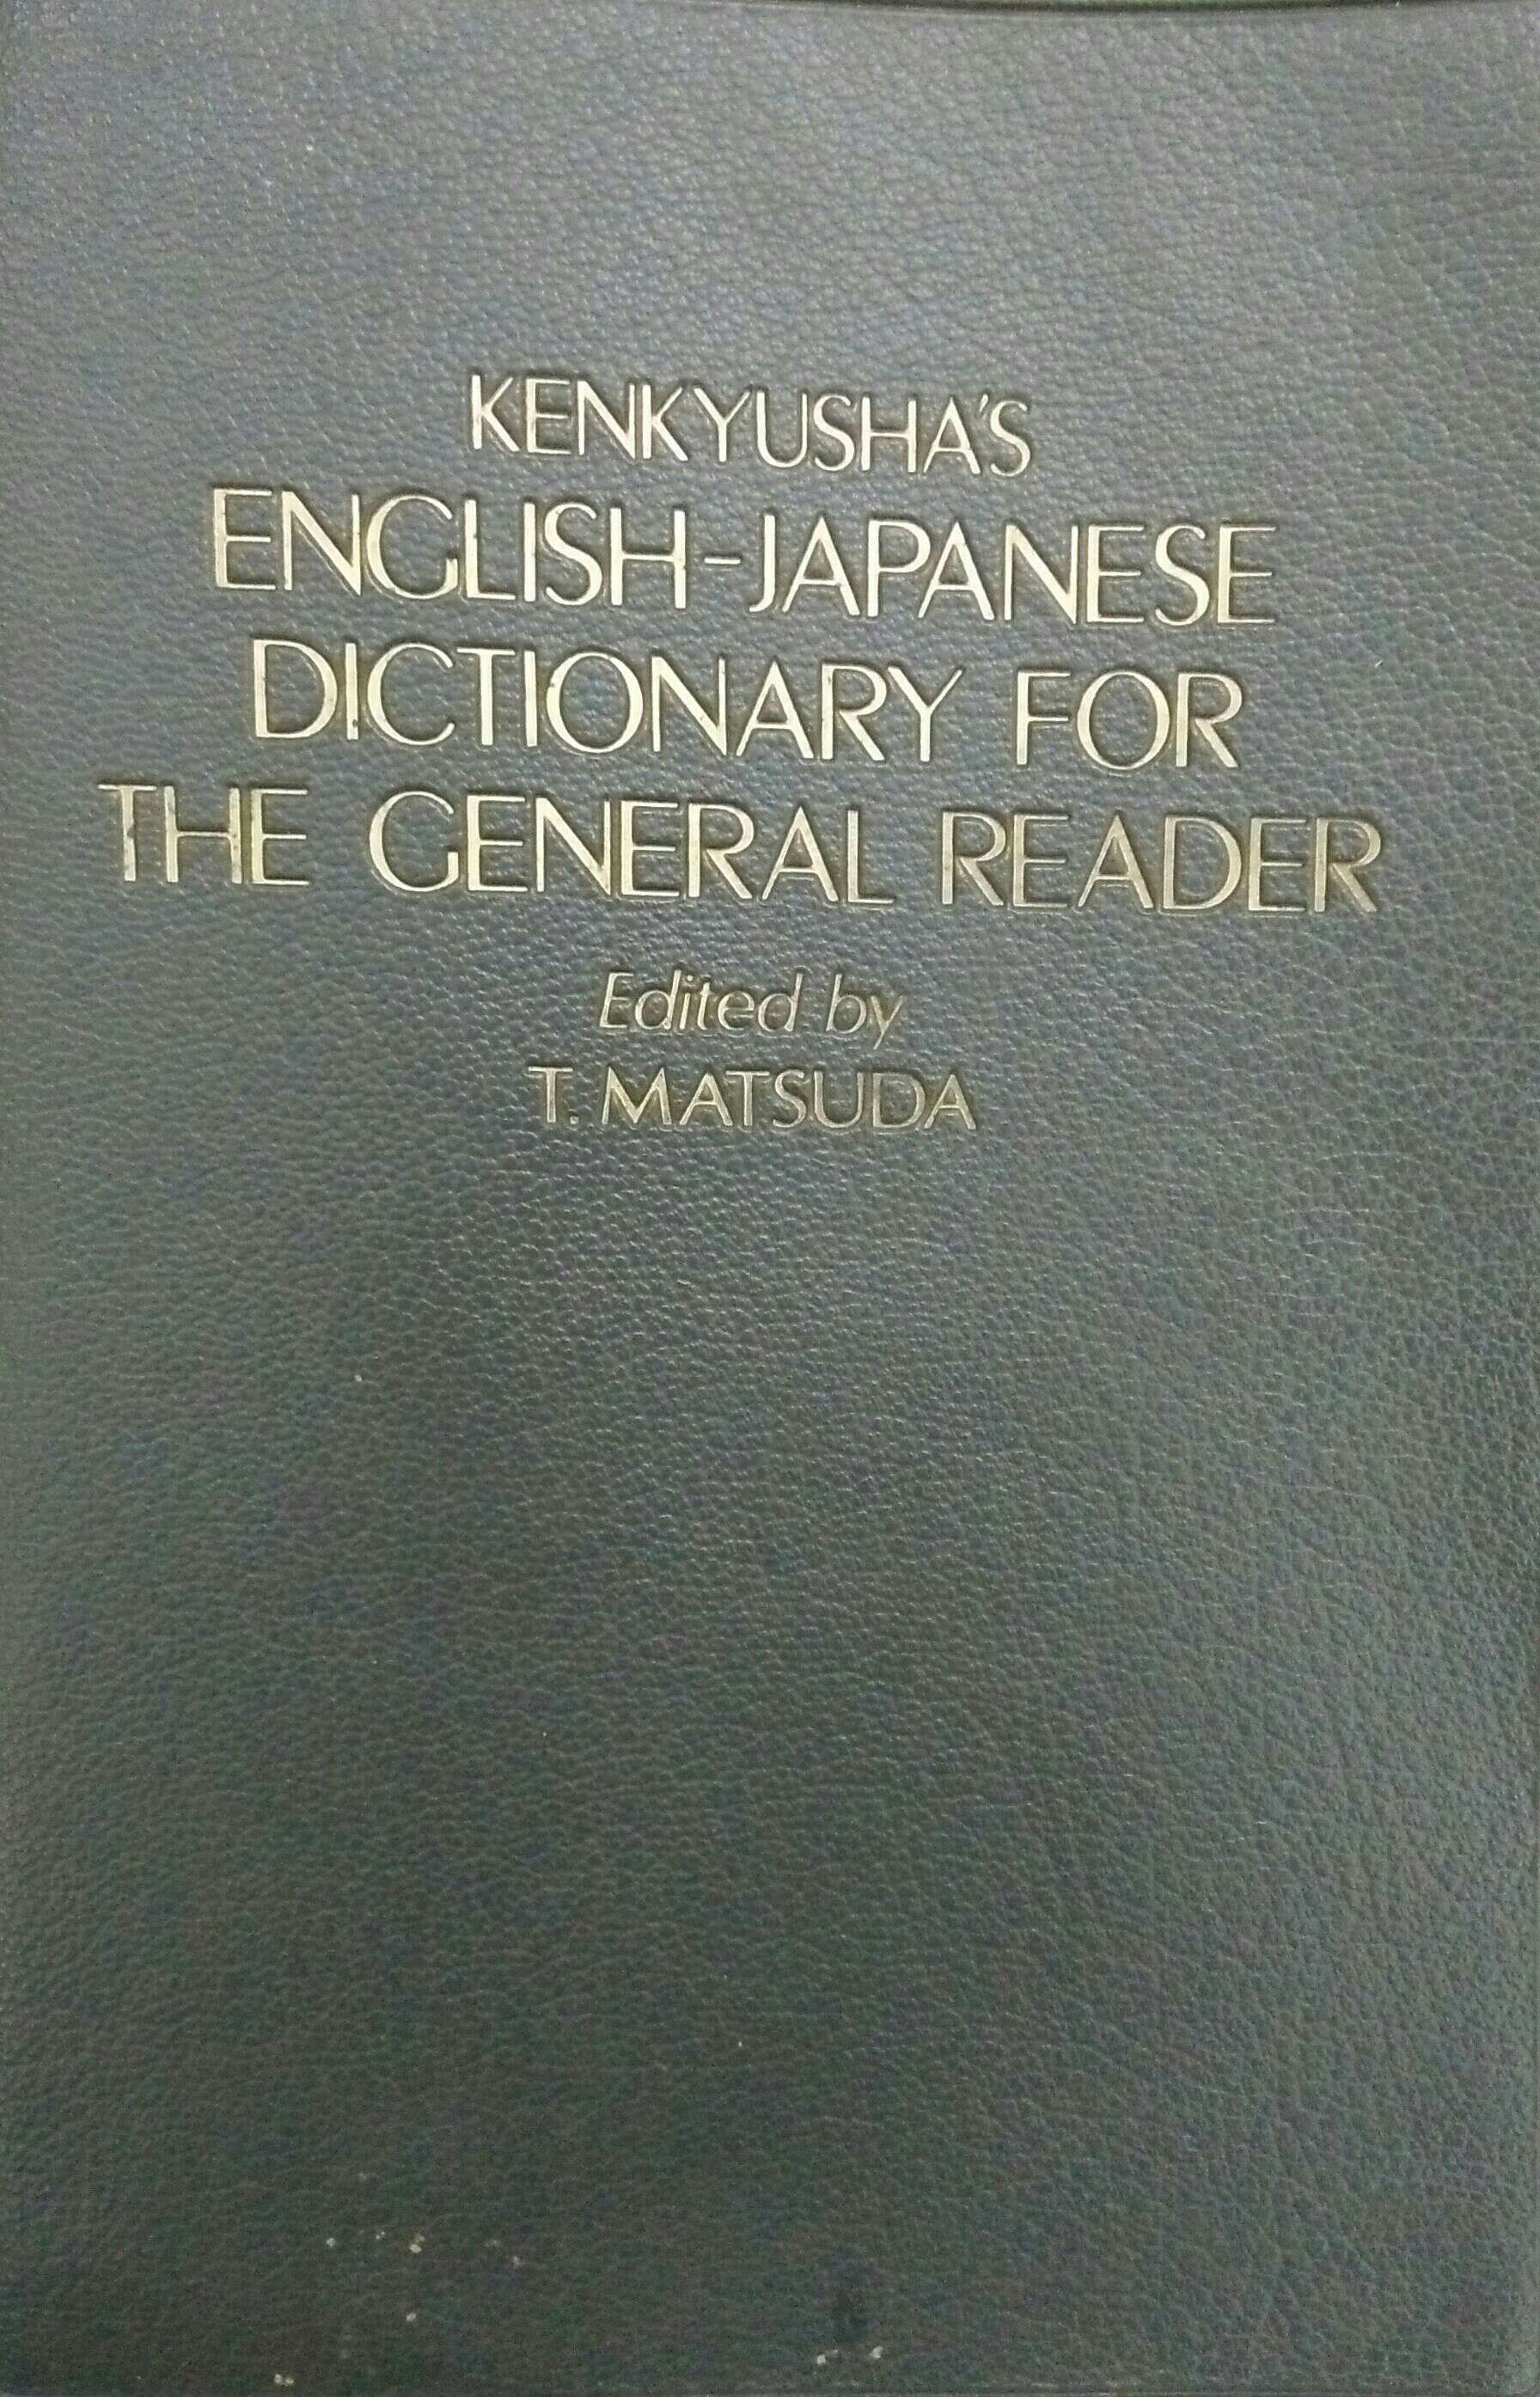 KENKYUSHA'S
ENGLISH-JAPANESE
DICTIONARY FOR
THE GENERAL READER
Edited by
T. MATSUDA